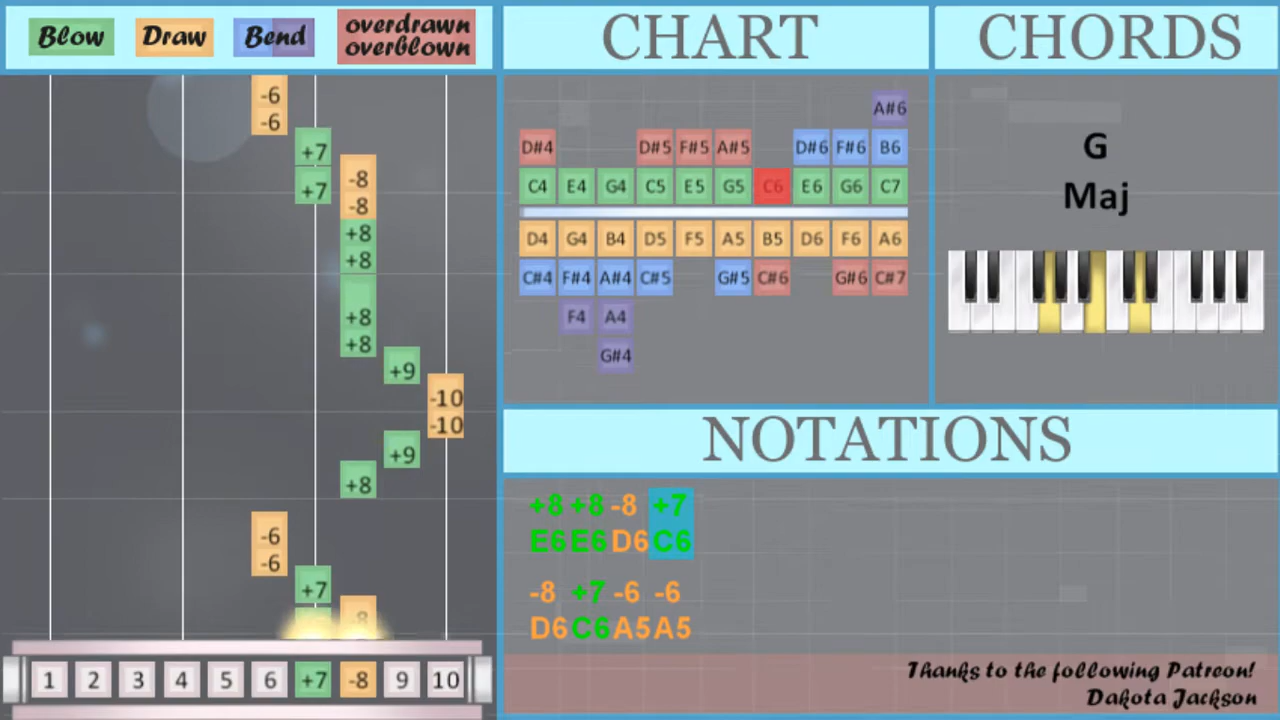 Blow Draw Bend overdrawn
overblown
CHART
CHORDS
-6
-6
+7
+7
-8
-8
+8
+8
+8
+8
+9
-10
-10
+9
+8
-6
-6
+7
-8
1 2 3 4 5 6 +7 -8 9 10
A#6
D#4 D#5 F#5 A#5 D#6 F#6 B6
C4 E4 G4 C5 E5 G5 C6 E6 G6 C7
D4 G4 B4 D5 F5 A5 B5 D6 F6 A6
C#4 F#4 A#4 C#5 G#5 C#6 G#6 C#7
F4 A4
G#4
G
Maj
NOTATIONS
+8 +8 -8 +7
E6 E6 D6 C6
-8 +7 -6 -6
D6 C6 A5 A5
Thanks to the following Patreon!
Dakota Jackson